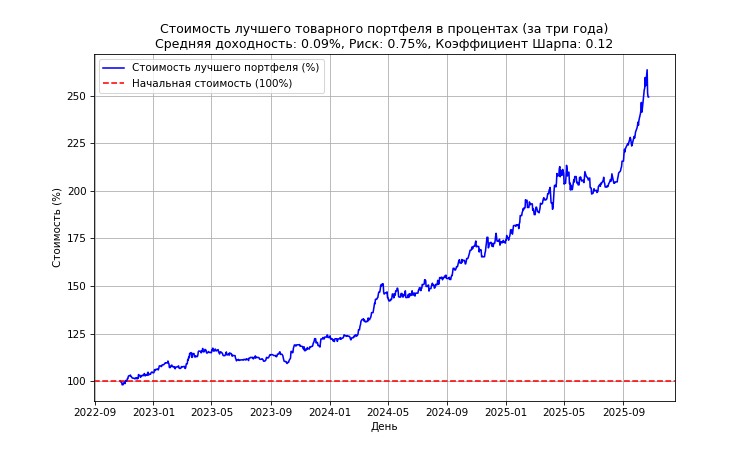 Стоимость лучшего товарного портфеля в процентах (за три года)
Средняя доходность: 0.09%, Риск: 0.75%, Коэффициент Шарпа: 0.12
Стоимость лучшего портфеля (%)
Начальная стоимость (100%)
Стоимость (%)
250
225
200
175
150
125
100
2022-09 2023-01 2023-05 2023-09 2024-01 2024-05 2024-09 2025-01 2025-05 2025-09
День